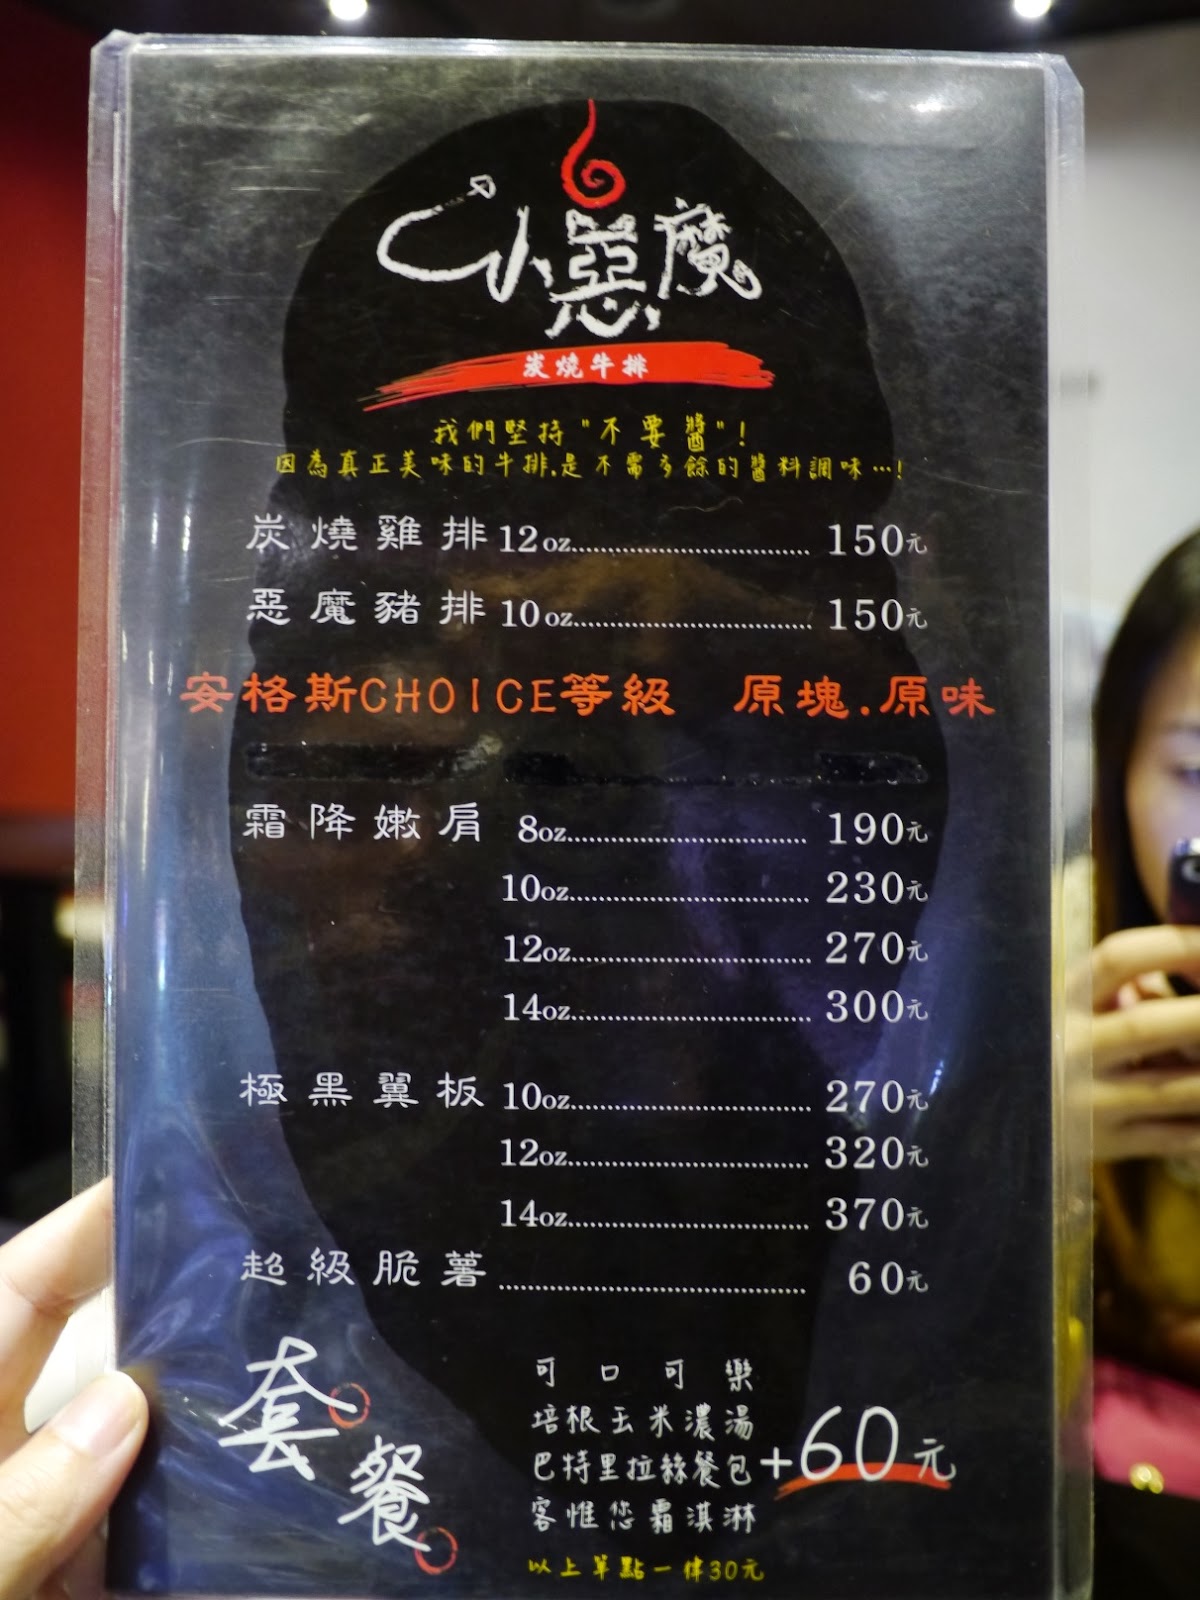 小惡魔
炭燒牛排
我們堅持"不要醬"!
因為真正美味的牛排.是不需多餘的醬料調味…!
炭燒雞排 12oz 150元
惡魔豬排 10oz 150元
安格斯CHOICE等級 原塊.原味
霜降嫩肩 8oz 190元
10oz 230元
12oz 270元
14oz 300元
極黑翼板 10oz 270元
12oz 320元
14oz 370元
超級脆薯 60元
套餐
可口可樂
培根玉米濃湯
巴特里拉絲餐包
客惟您霜淇淋
+60元
以上單點一律30元